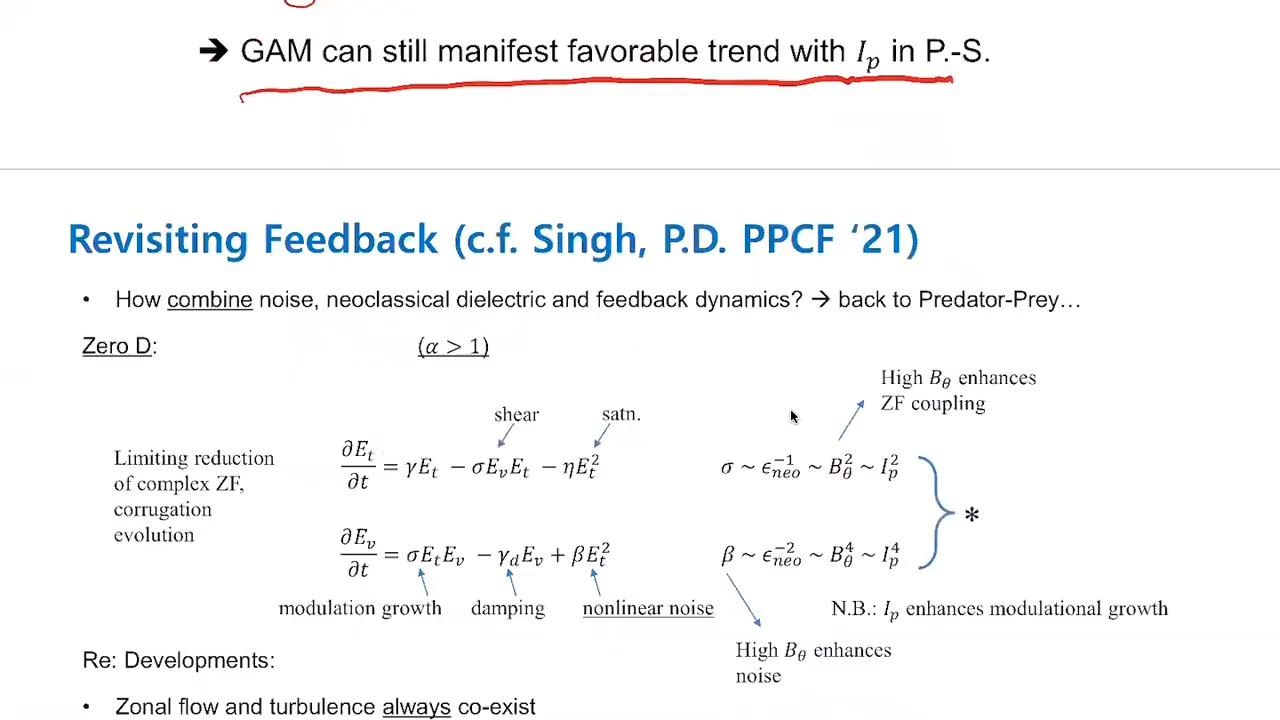 ➔ GAM can still manifest favorable trend with I_p in P.-S.
Revisiting Feedback (c.f. Singh, P.D. PPCF ‘21)
• How combine noise, neoclassical dielectric and feedback dynamics? → back to Predator-Prey…
Zero D: (α > 1)
High B_θ enhances
ZF coupling
shear satn.
Limiting reduction
of complex ZF,
corrugation
evolution
∂E_t/∂t = γE_t − σE_vE_t − ηE_t^2
σ ~ ϵ_neo^−1 ~ B_θ^2 ~ I_p^2
*
∂E_v/∂t = σE_tE_v − γ_dE_v + βE_t^2
β ~ ϵ_neo^−2 ~ B_θ^4 ~ I_p^4
modulation growth damping nonlinear noise
N.B.: I_p enhances modulational growth
High B_θ enhances
noise
Re: Developments:
• Zonal flow and turbulence always co-exist